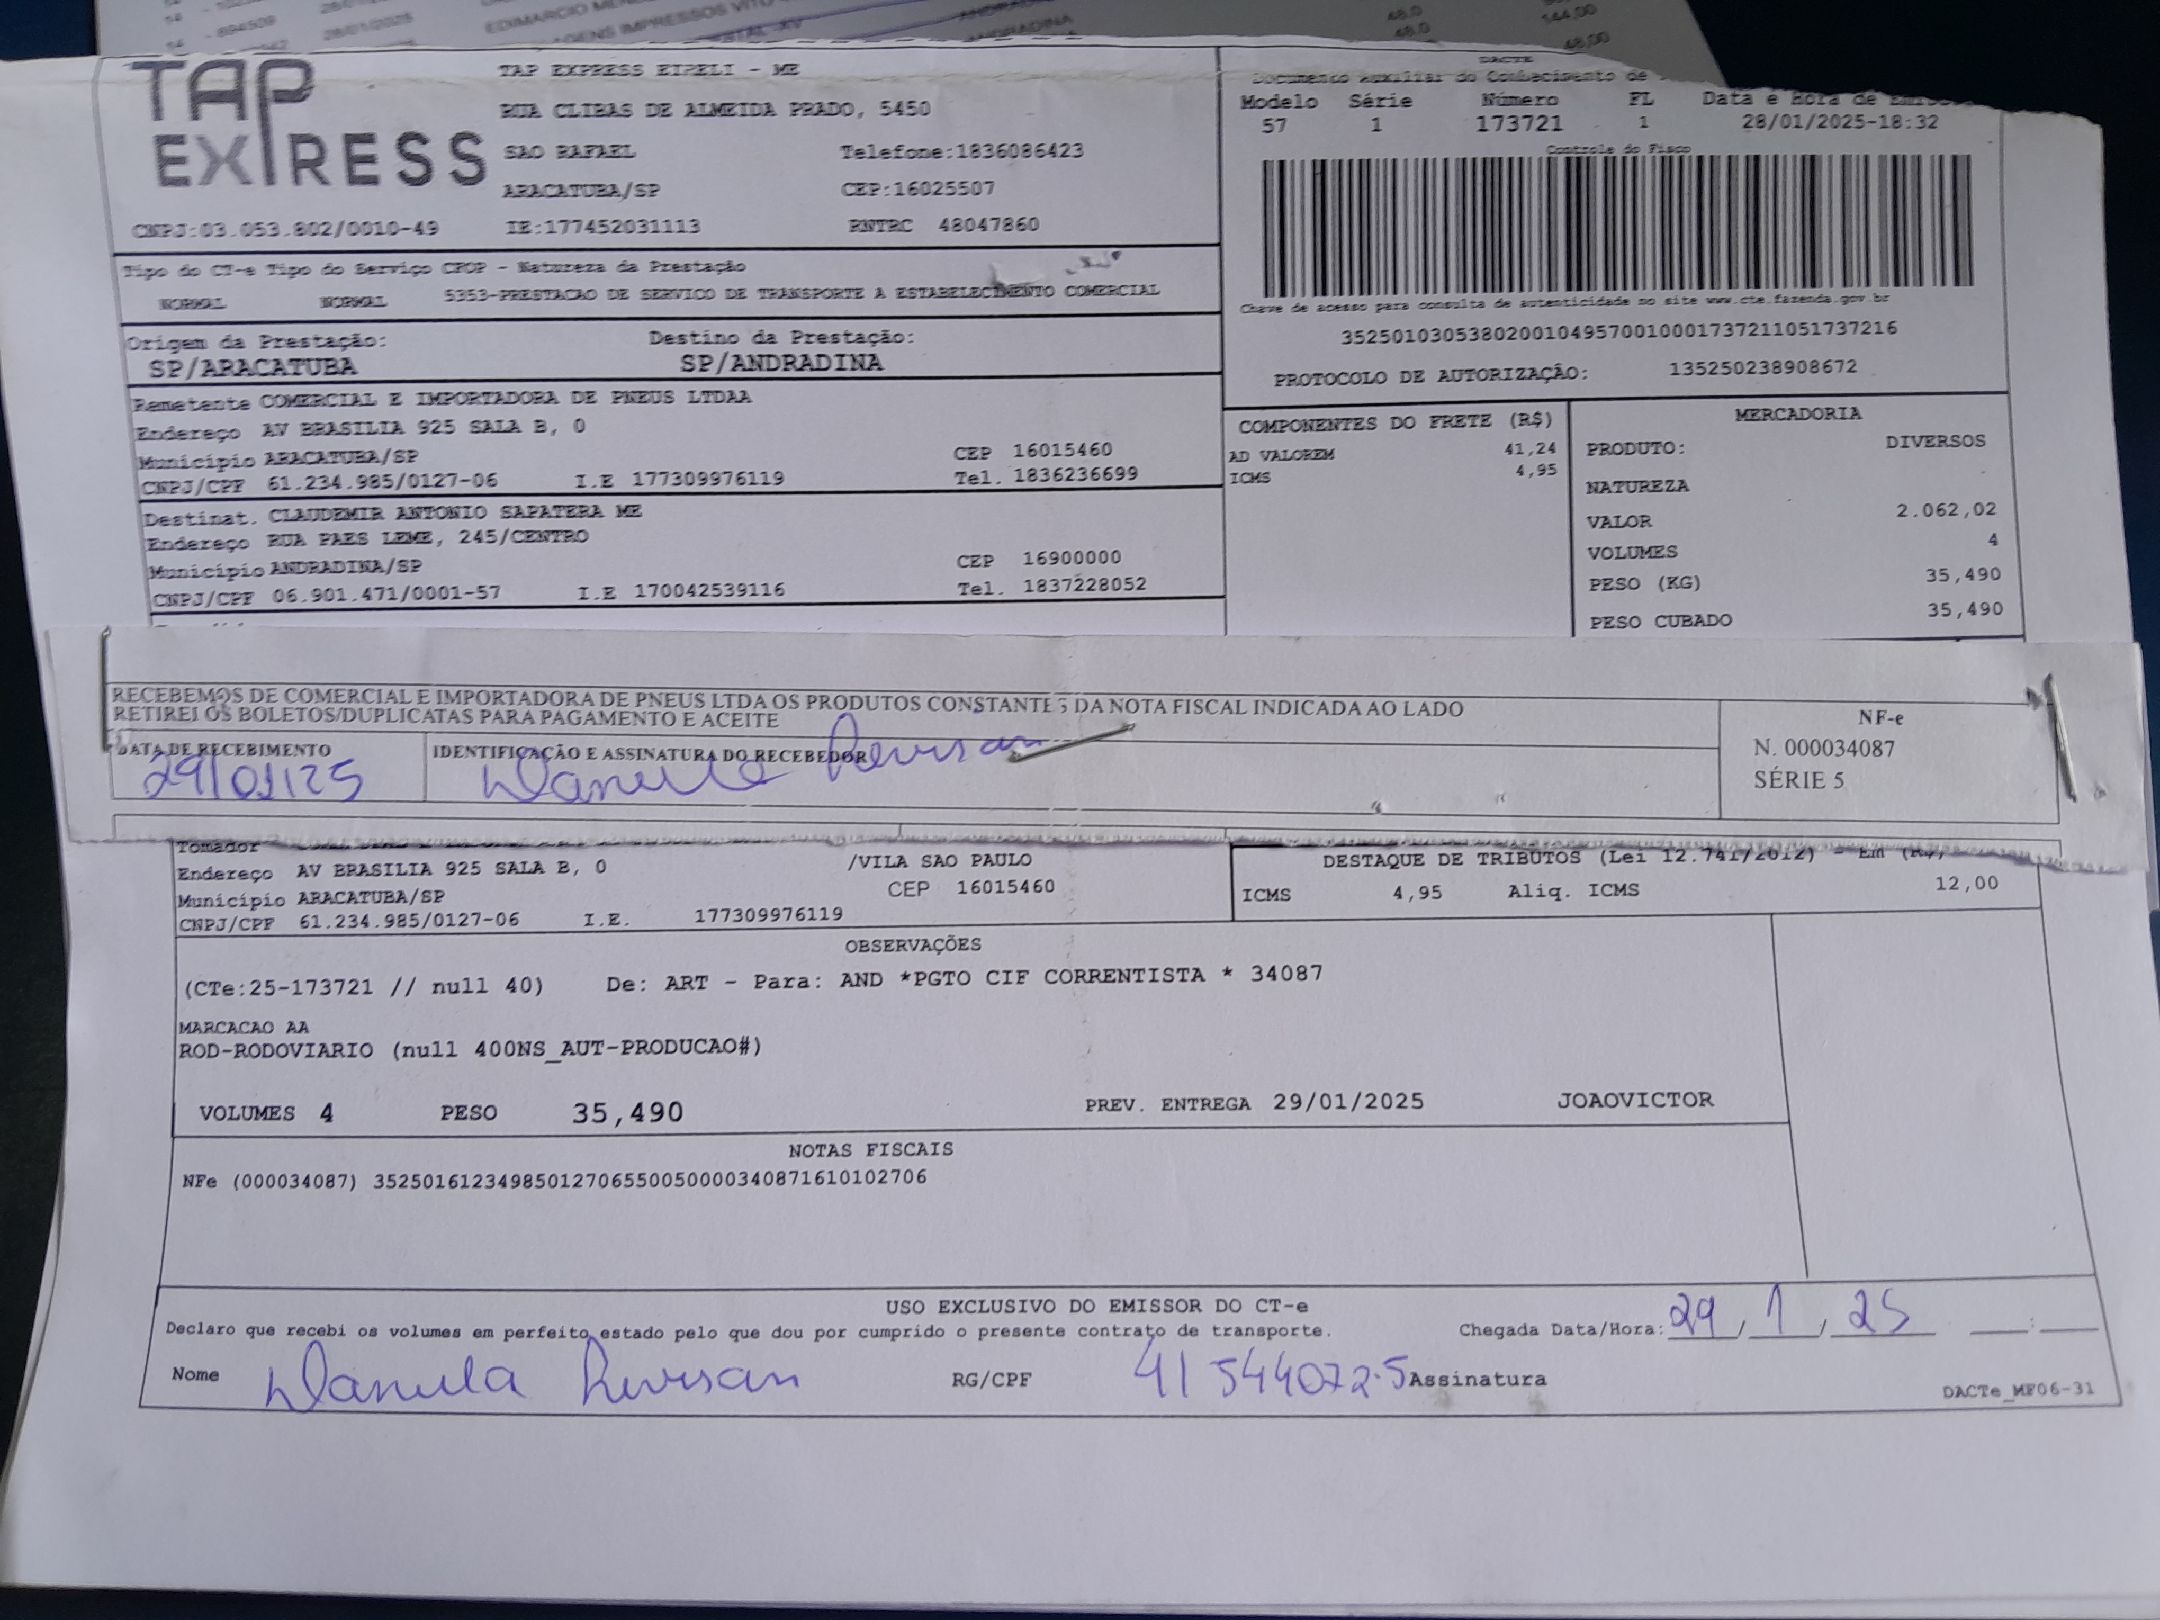 TAP EXPRESS
TAP EXPRESS EIRELI - ME
RUA CLIBAS DE ALMEIDA PRADO, 5450
SAO RAFAEL Telefone:1836086423
ARACATUBA/SP CEP:16025507
CNPJ:03.053.802/0010-49 IE:177452031113 RNTRC 48047860
DACTE
Documento Auxiliar do Conhecimento de
Modelo Série Número FL Data e Hora de
57 1 173721 1 28/01/2025-18:32
Controle do Fisco
Chave de acesso para consulta de autenticidade no site www.cte.fazenda.gov.br
35250103053802001049570010001737211051737216
PROTOCOLO DE AUTORIZAÇÃO: 135250238908672
Tipo do CT-e Tipo do Serviço CFOP - Natureza da Prestação
NORMAL NORMAL 5353-PRESTACAO DE SERVICO DE TRANSPORTE A ESTABELECIMENTO COMERCIAL
Origem da Prestação: Destino da Prestação:
SP/ARACATUBA SP/ANDRADINA
Remetente COMERCIAL E IMPORTADORA DE PNEUS LTDAA
Endereço AV BRASILIA 925 SALA B, 0
Município ARACATUBA/SP CEP 16015460
CNPJ/CPF 61.234.985/0127-06 I.E 177309976119 Tel. 1836236699
Destinat. CLAUDEMIR ANTONIO SAPATERA ME
Endereço RUA PAES LEME, 245/CENTRO
Município ANDRADINA/SP CEP 16900000
CNPJ/CPF 06.901.471/0001-57 I.E 170042539116 Tel. 1837228052
COMPONENTES DO FRETE (R$)
AD VALOREM 41,24
ICMS 4,95
MERCADORIA
PRODUTO: DIVERSOS
NATUREZA
VALOR 2.062,02
VOLUMES 4
PESO (KG) 35,490
PESO CUBADO 35,490
RECEBEMOS DE COMERCIAL E IMPORTADORA DE PNEUS LTDA OS PRODUTOS CONSTANTES DA NOTA FISCAL INDICADA AO LADO
RETIREI OS BOLETOS/DUPLICATAS PARA PAGAMENTO E ACEITE
DATA DE RECEBIMENTO IDENTIFICAÇÃO E ASSINATURA DO RECEBEDOR
29/01/25
NF-e
N. 000034087
SÉRIE 5
Tomador
Endereço AV BRASILIA 925 SALA B, 0 /VILA SAO PAULO
Município ARACATUBA/SP CEP 16015460
CNPJ/CPF 61.234.985/0127-06 I.E. 177309976119
DESTAQUE DE TRIBUTOS (Lei 12.741/2012) - Em (R$)
ICMS 4,95 Aliq. ICMS 12,00
OBSERVAÇÕES
(CTe:25-173721 // null 40) De: ART - Para: AND *PGTO CIF CORRENTISTA * 34087
MARCACAO AA
ROD-RODOVIARIO (null 400NS_AUT-PRODUCAO#)
VOLUMES 4 PESO 35,490 PREV. ENTREGA 29/01/2025 JOAOVICTOR
NOTAS FISCAIS
NFe (000034087) 35250161234985012706550050000340871610102706
USO EXCLUSIVO DO EMISSOR DO CT-e
Declaro que recebi os volumes em perfeito estado pelo que dou por cumprido o presente contrato de transporte. Chegada Data/Hora: 29/1/25 :
Nome RG/CPF 41544072-5 Assinatura
DACTe_MF06-31